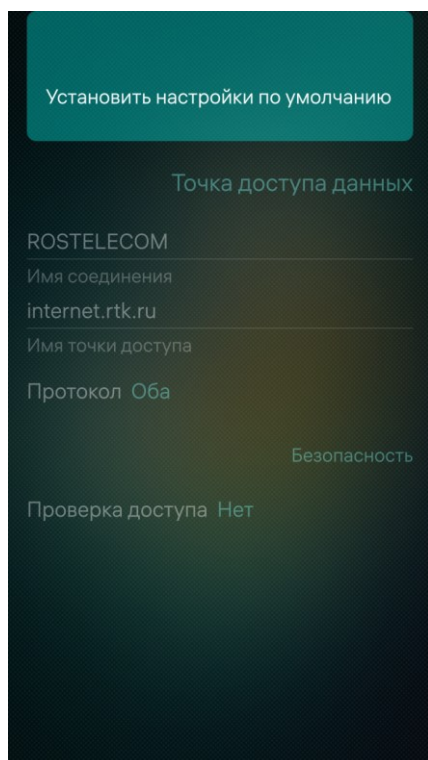 Установить настройки по умолчанию
Точка доступа данных
ROSTELECOM
Имя соединения
internet.rtk.ru
Имя точки доступа
Протокол Оба
Безопасность
Проверка доступа Нет